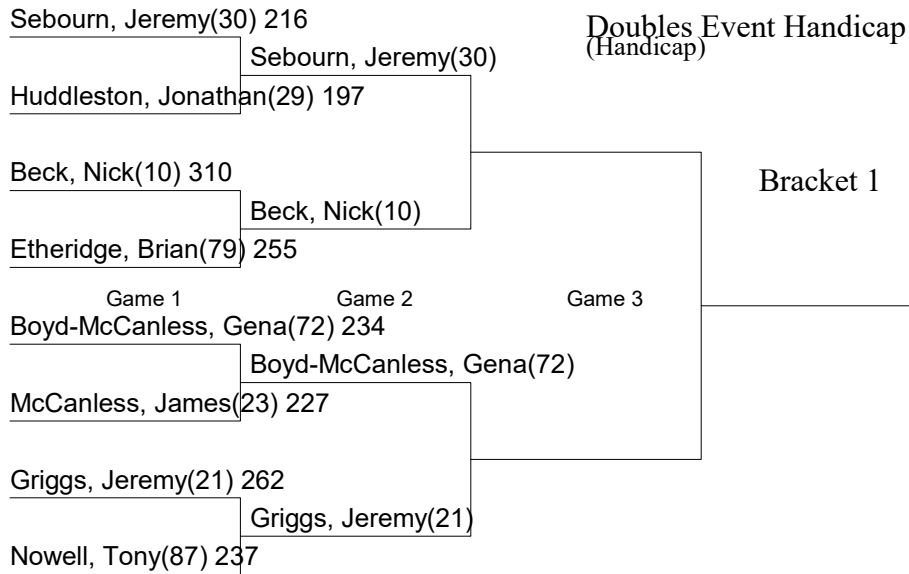 Sebourn, Jeremy(30) 216
Doubles Event Handicap
(Handicap)
Sebourn, Jeremy(30)
Huddleston, Jonathan(29) 197
Beck, Nick(10) 310
Bracket 1
Beck, Nick(10)
Etheridge, Brian(79) 255
Game 1
Game 2
Game 3
Boyd-McCanless, Gena(72) 234
Boyd-McCanless, Gena(72)
McCanless, James(23) 227
Griggs, Jeremy(21) 262
Griggs, Jeremy(21)
Nowell, Tony(87) 237